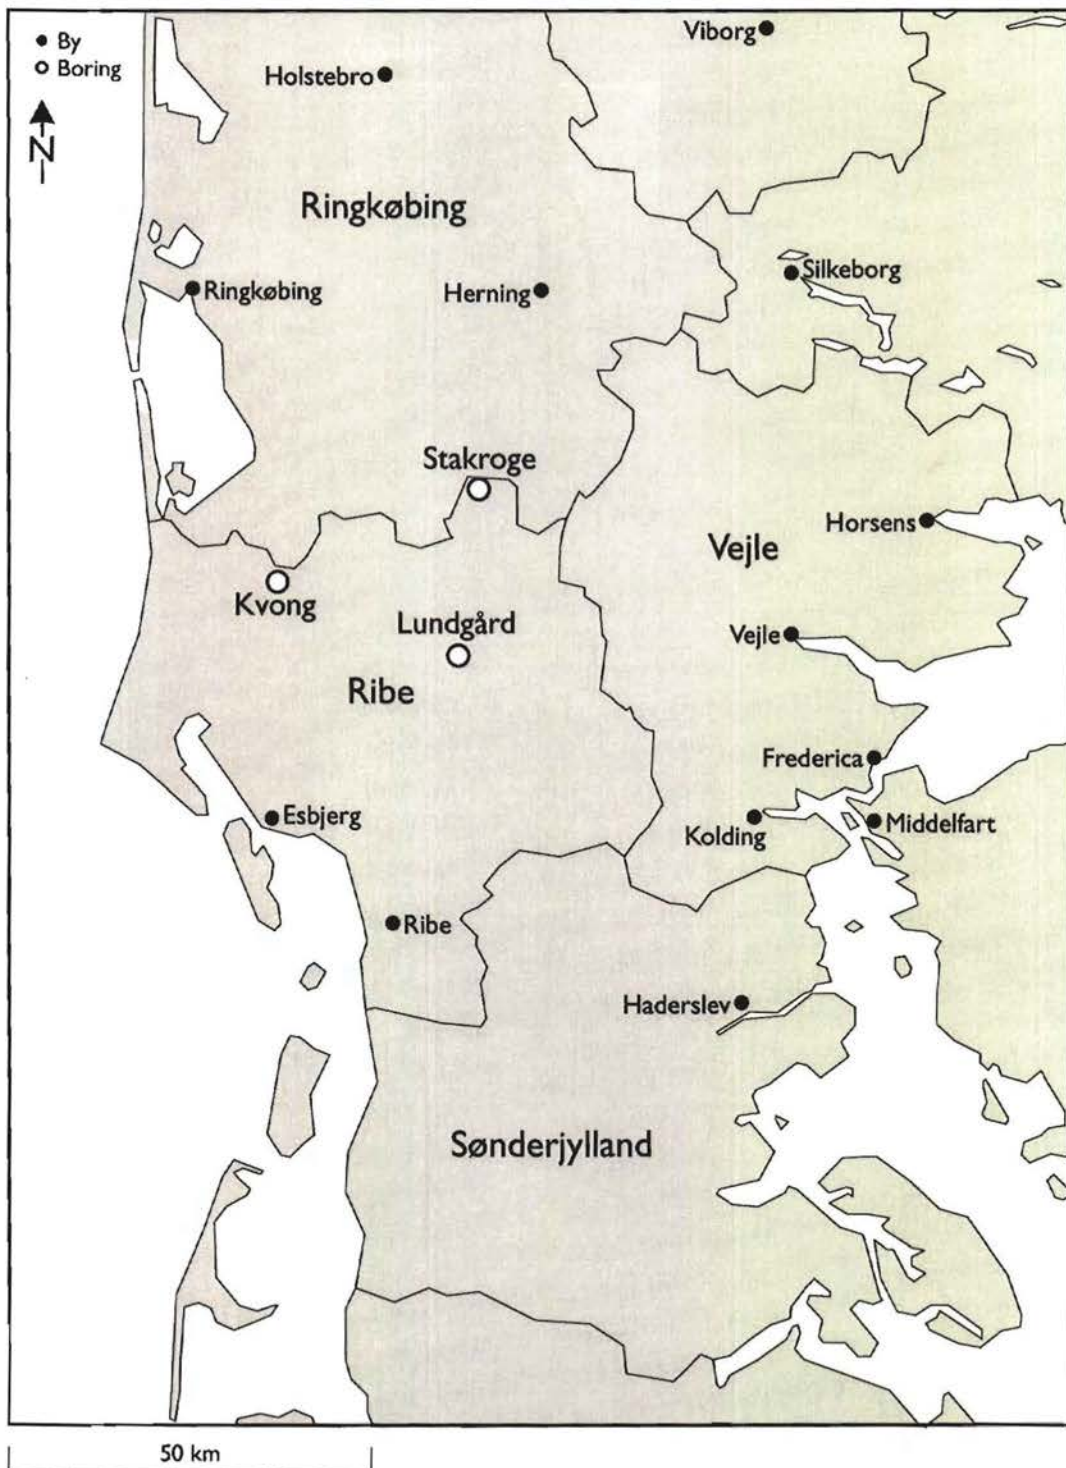 By
Boring
N
Viborg
Holstebro
Ringkøbing
Silkeborg
Ringkøbing
Herning
Stakroge
Horsens
Vejle
Kvong
Lundgård
Vejle
Ribe
Frederica
Esbjerg
Kolding
Middelfart
Ribe
Haderslev
Sønderjylland
50 km